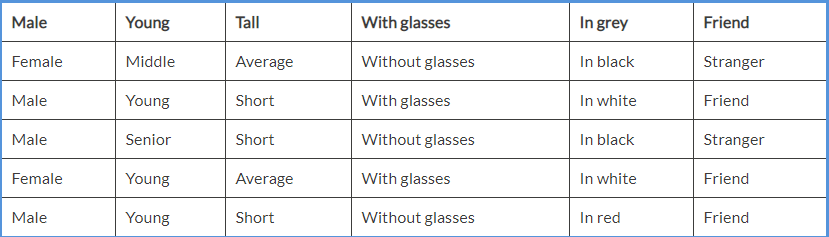 Male Young Tall With glasses In grey Friend
Female Middle Average Without glasses In black Stranger
Male Young Short With glasses In white Friend
Male Senior Short Without glasses In black Stranger
Female Young Average With glasses In white Friend
Male Young Short Without glasses In red Friend